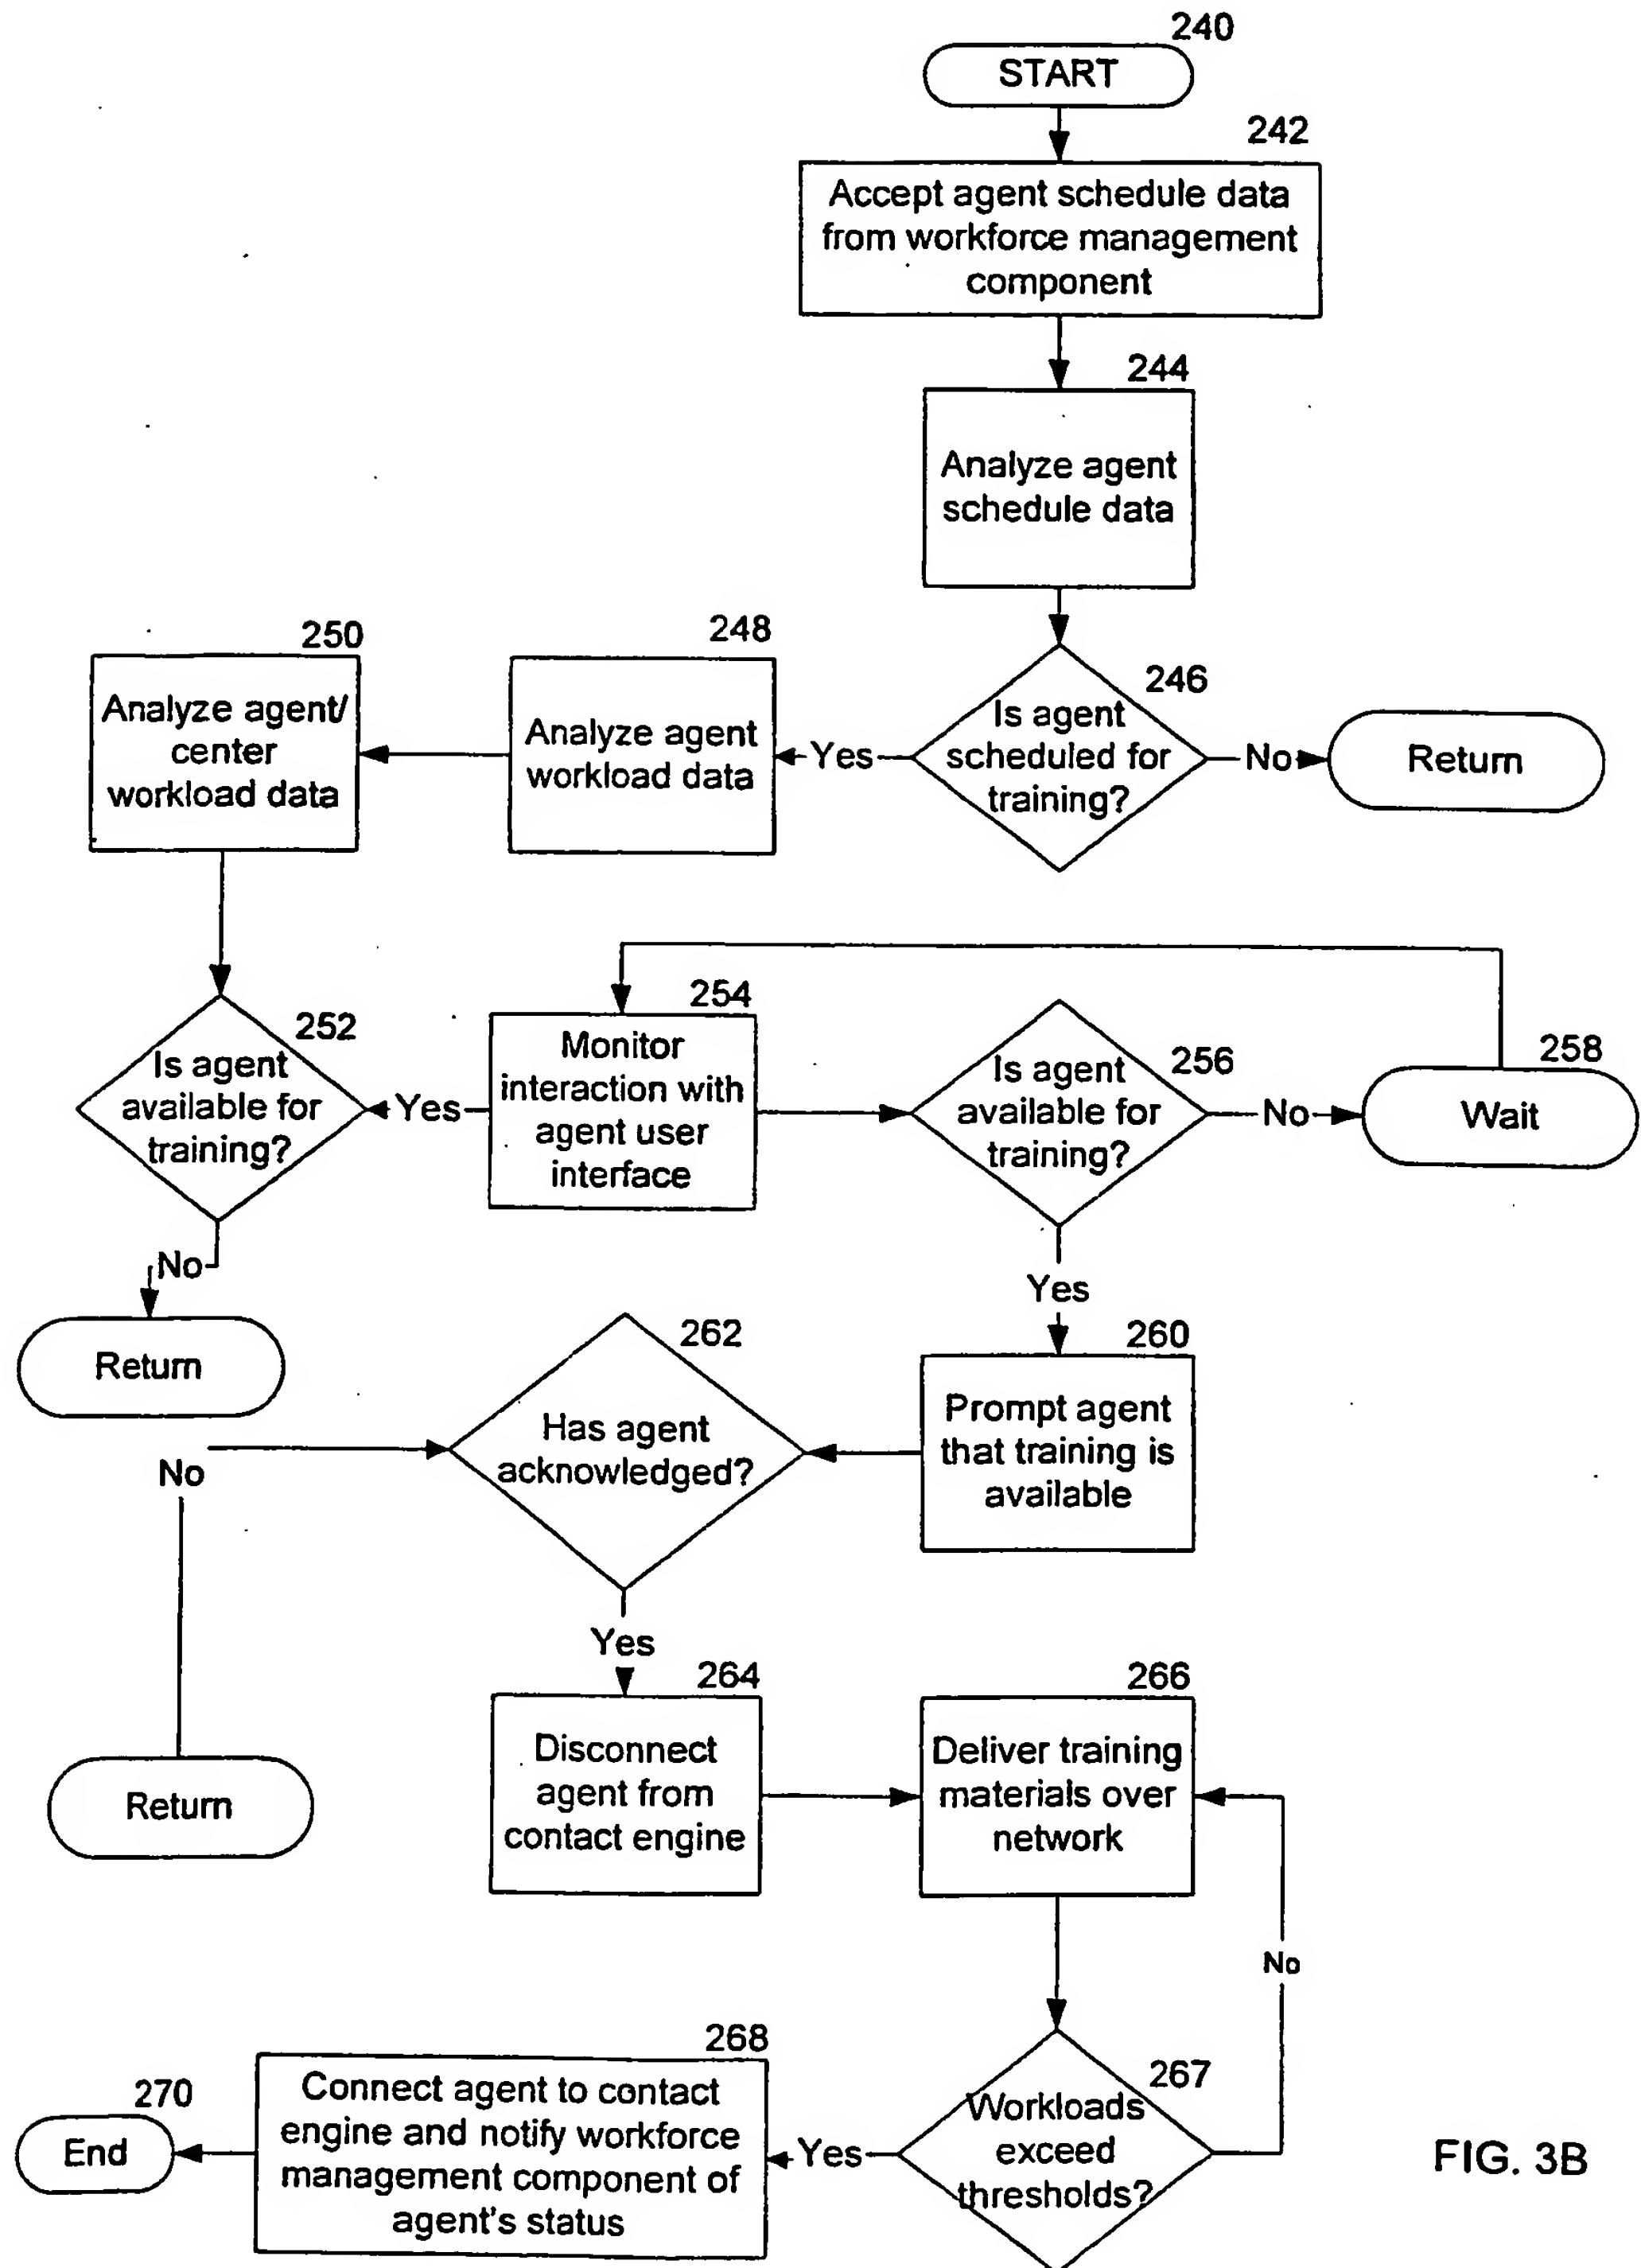 240
START
242
Accept agent schedule data
from workforce management
component
244
Analyze agent
schedule data
246
Is agent
scheduled for
training?
No
Return
Yes
248
Analyze agent
workload data
250
Analyze agent/
center
workload data
252
Is agent
available for
training?
Yes
No
Return
254
Monitor
interaction with
agent user
interface
256
Is agent
available for
training?
No
258
Wait
Yes
260
Prompt agent
that training is
available
262
Has agent
acknowledged?
No
Return
Yes
264
Disconnect
agent from
contact engine
266
Deliver training
materials over
network
No
267
Workloads
exceed
thresholds?
Yes
268
Connect agent to contact
engine and notify workforce
management component of
agent's status
270
End
FIG. 3B